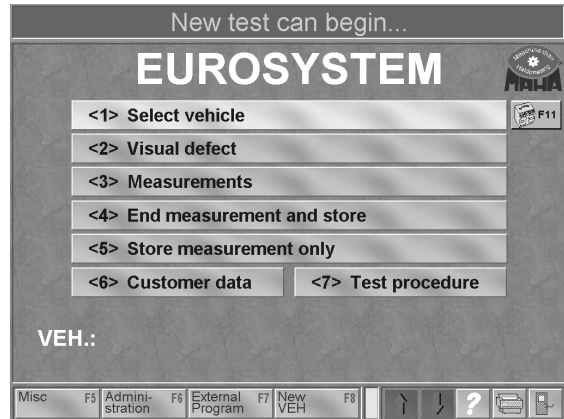 New test can begin...
EUROSYSTEM
Maschinenbau
Haldenwang
MAHA
<1> Select vehicle
F11
<2> Visual defect
<3> Measurements
<4> End measurement and store
<5> Store measurement only
<6> Customer data <7> Test procedure
VEH.:
Misc F5 Admini- F6 External F7 New F8
stration Program VEH
?